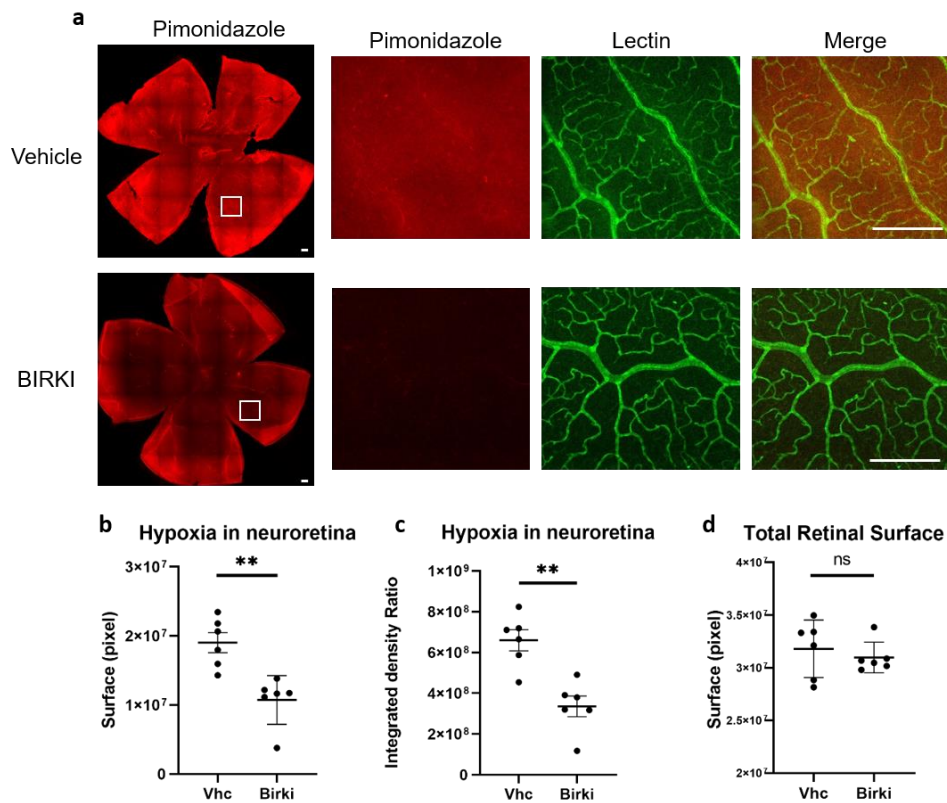 a
Pimonidazole
Pimonidazole
Lectin
Merge
Vehicle
BIRKI
b
Hypoxia in neuroretina
**
Surface (pixel)
3×10⁷
2×10⁷
1×10⁷
0
Vhc
Birki
c
Hypoxia in neuroretina
**
Integrated density Ratio
1×10⁹
8×10⁸
6×10⁸
4×10⁸
2×10⁸
0
Vhc
Birki
d
Total Retinal Surface
ns
Surface (pixel)
4×10⁷
3.5×10⁷
3×10⁷
2.5×10⁷
2×10⁷
Vhc
Birki